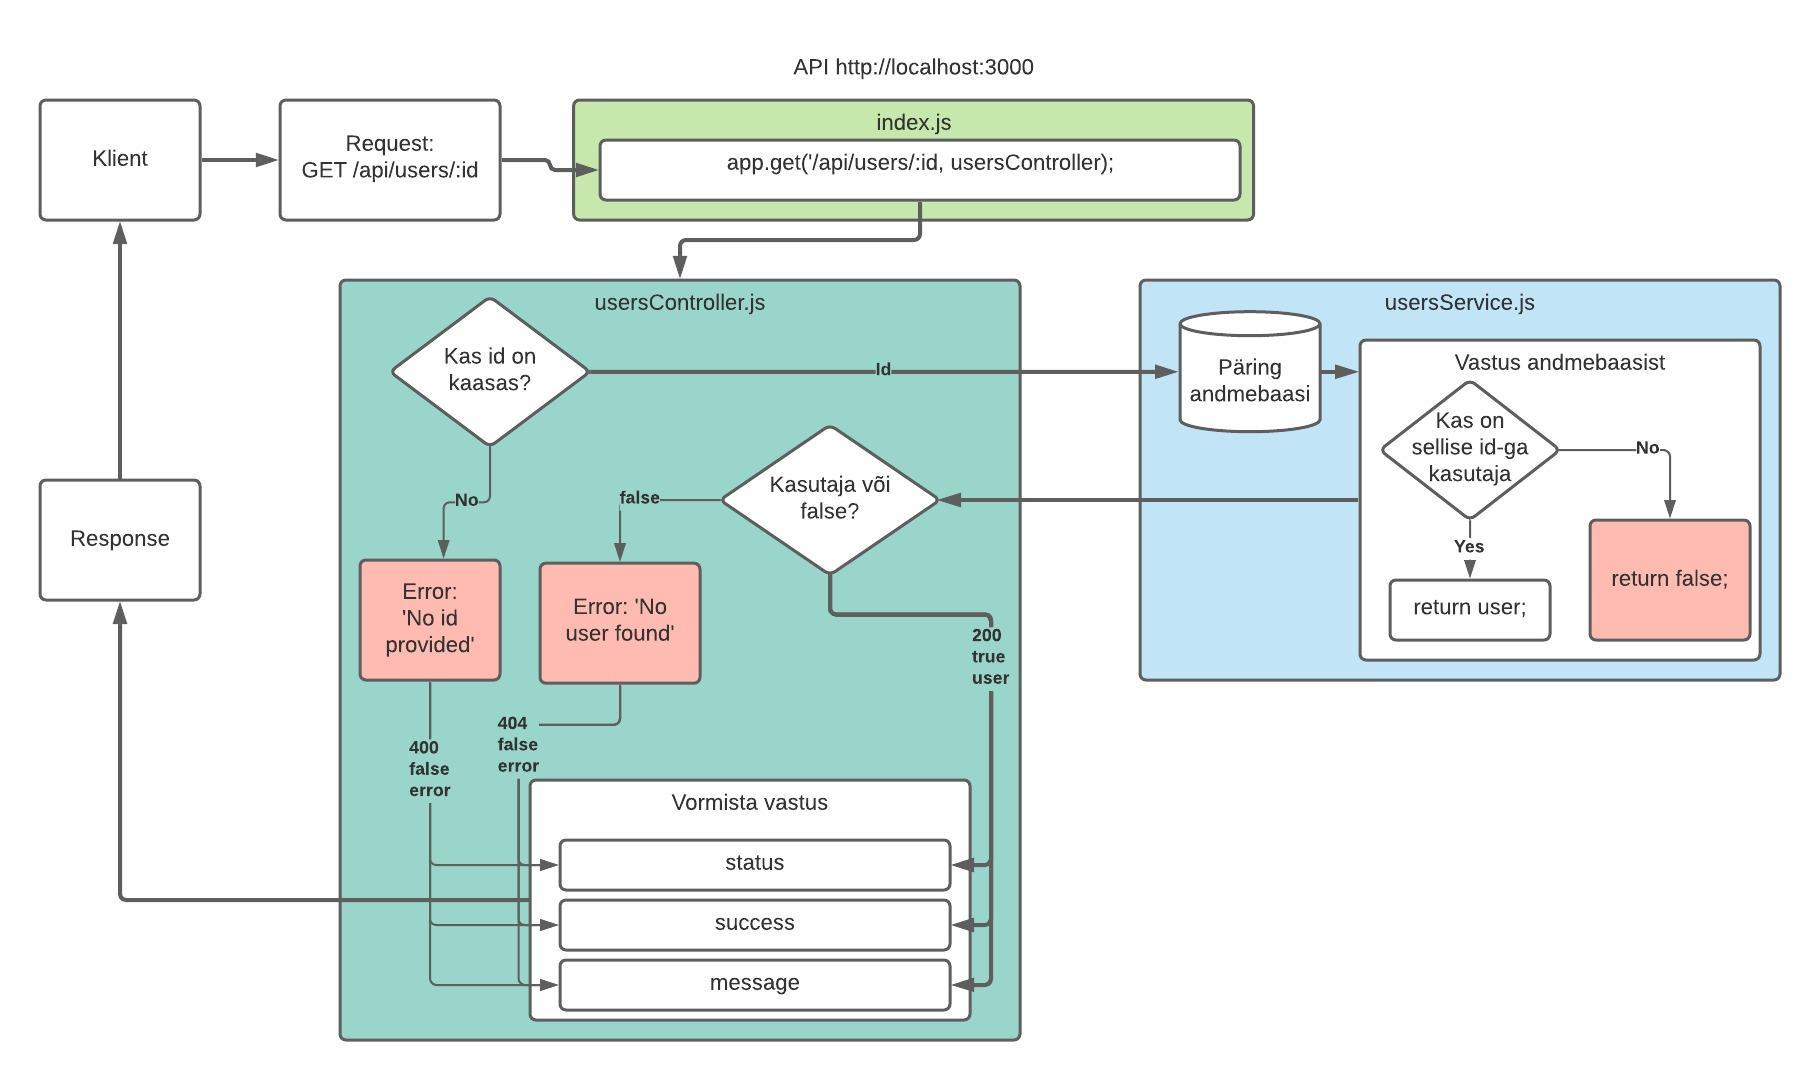 API http://localhost:3000
Klient
Request:
GET /api/users/:id
index.js
app.get('/api/users/:id, usersController);
usersController.js
Kas id on
kaasas?
Id
No
Error:
'No id
provided'
400
false
error
Kasutaja või
false?
false
Error: 'No
user found'
404
false
error
200
true
user
Vormista vastus
status
success
message
usersService.js
Päring
andmebaasi
Vastus andmebaasist
Kas on
sellise id-ga
kasutaja
No
Yes
return user;
return false;
Response